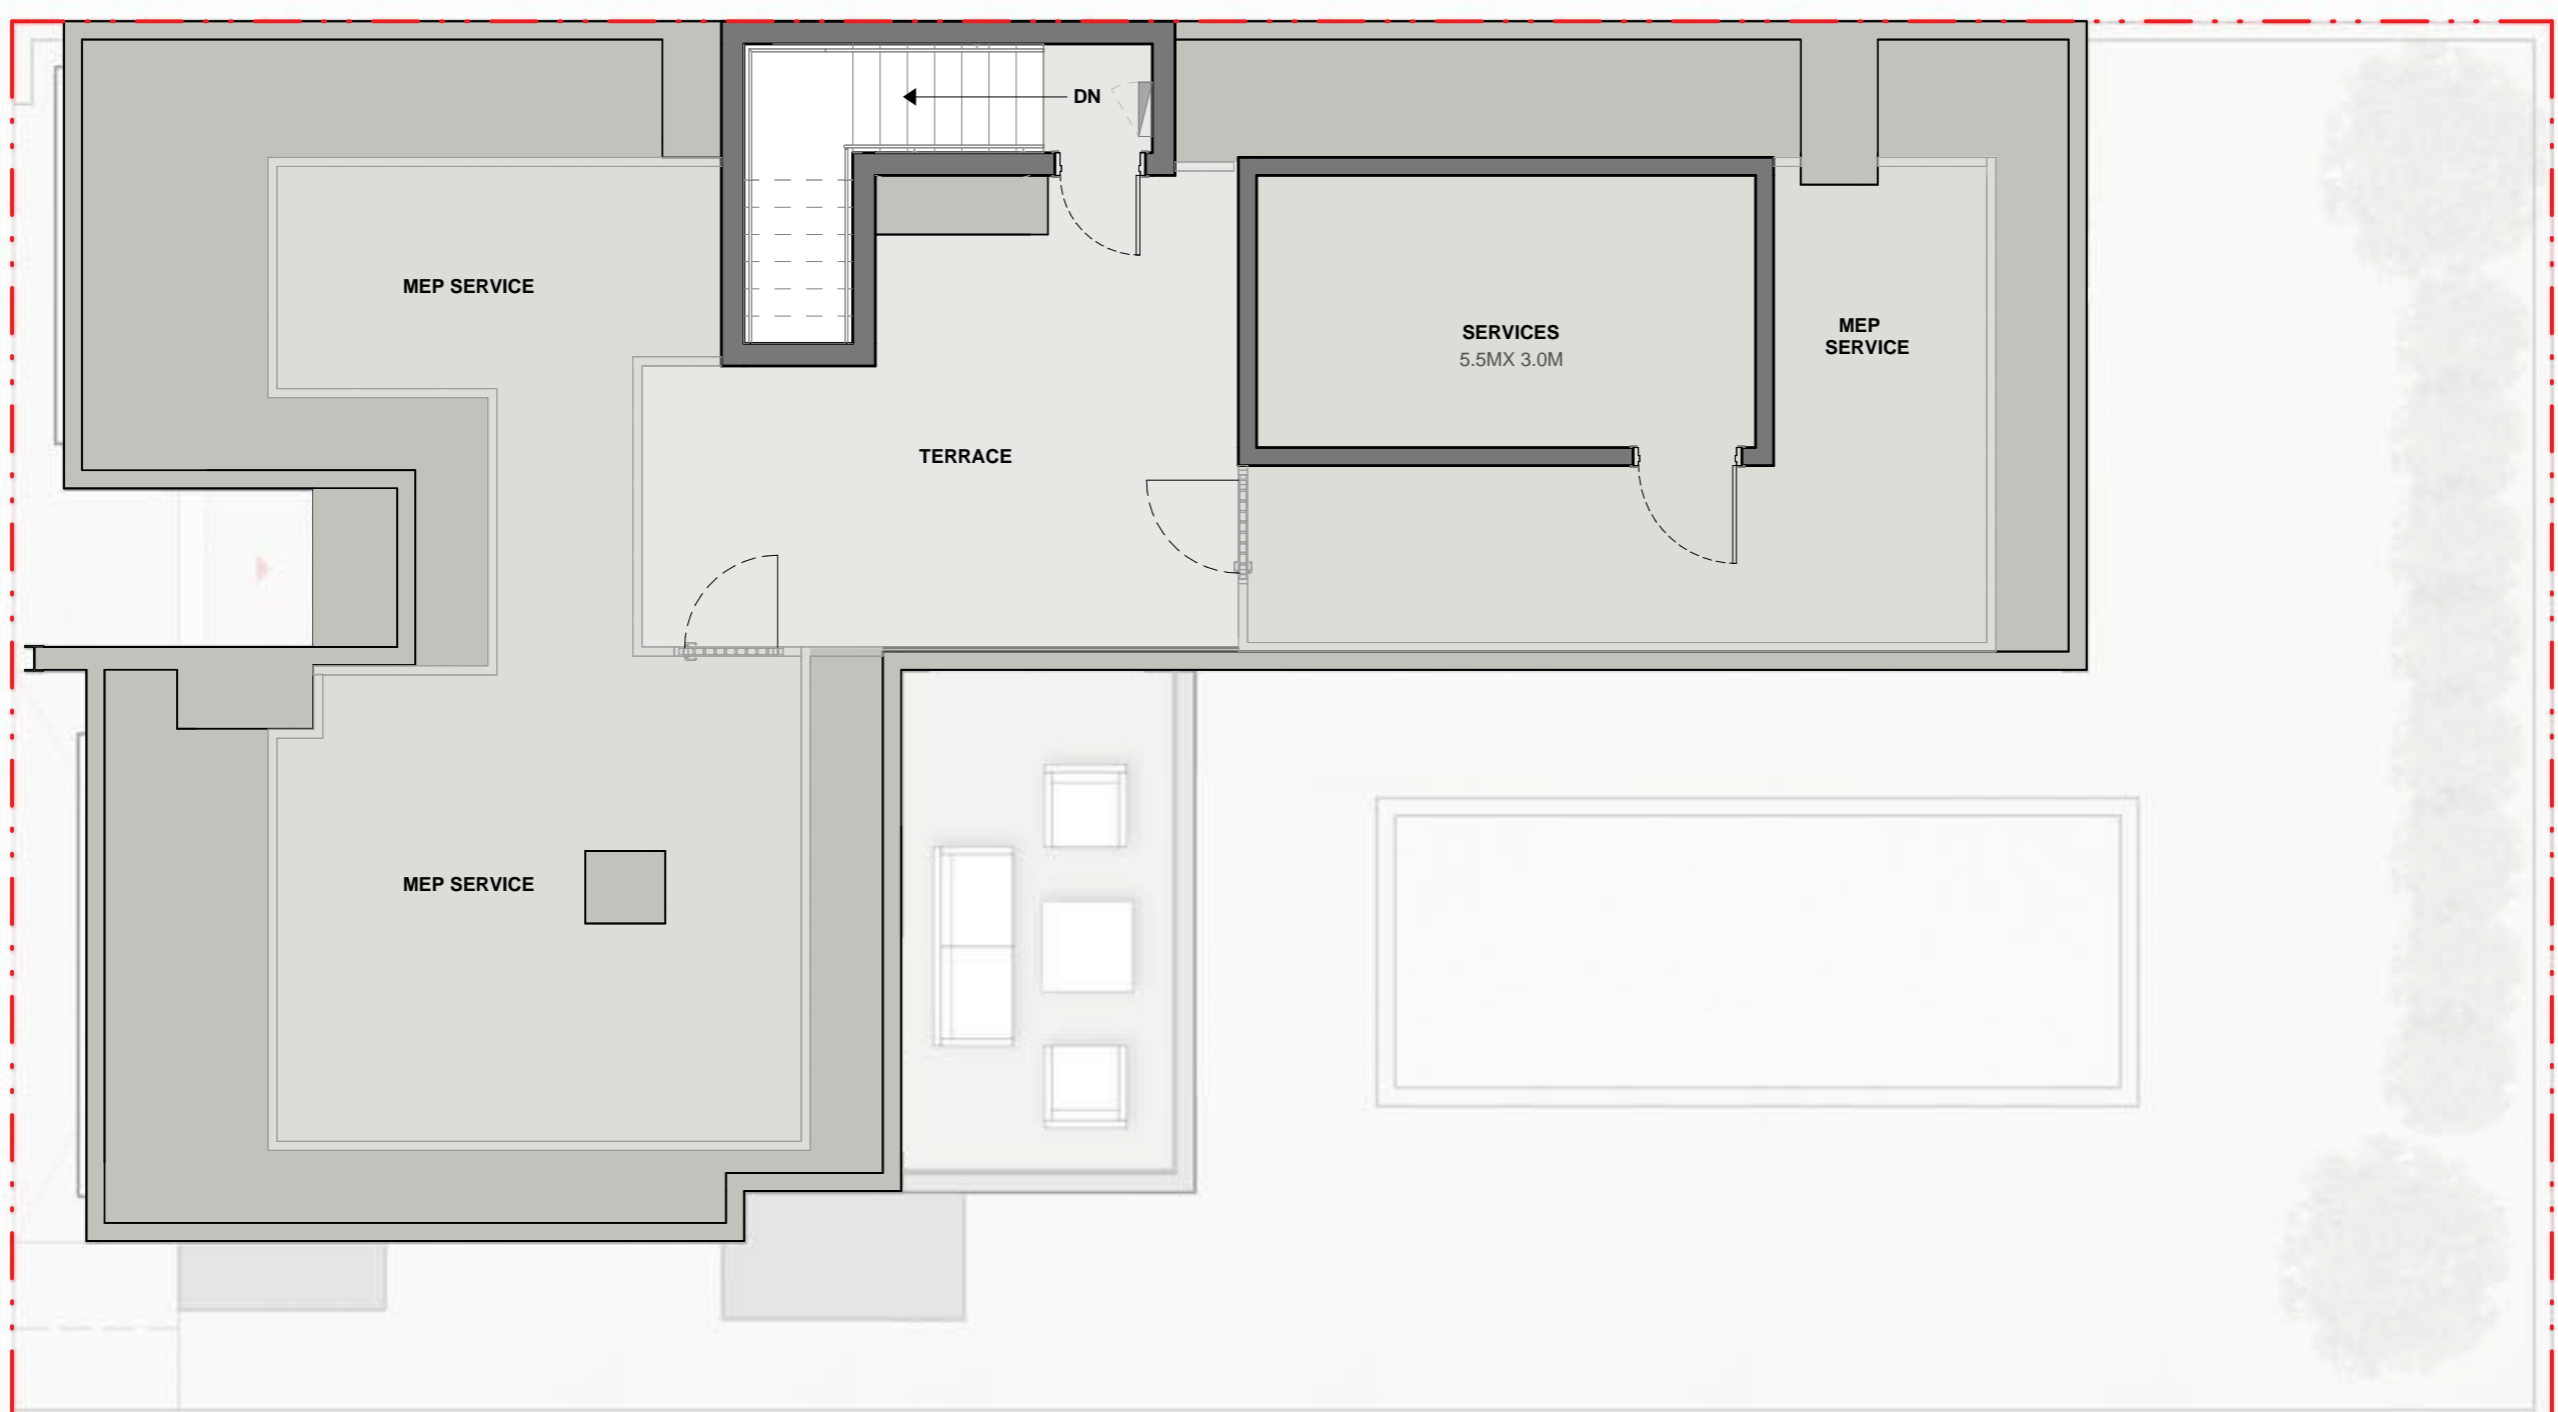 DN
MEP SERVICE
SERVICES
5.5MX 3.0M
MEP
SERVICE
TERRACE
MEP SERVICE